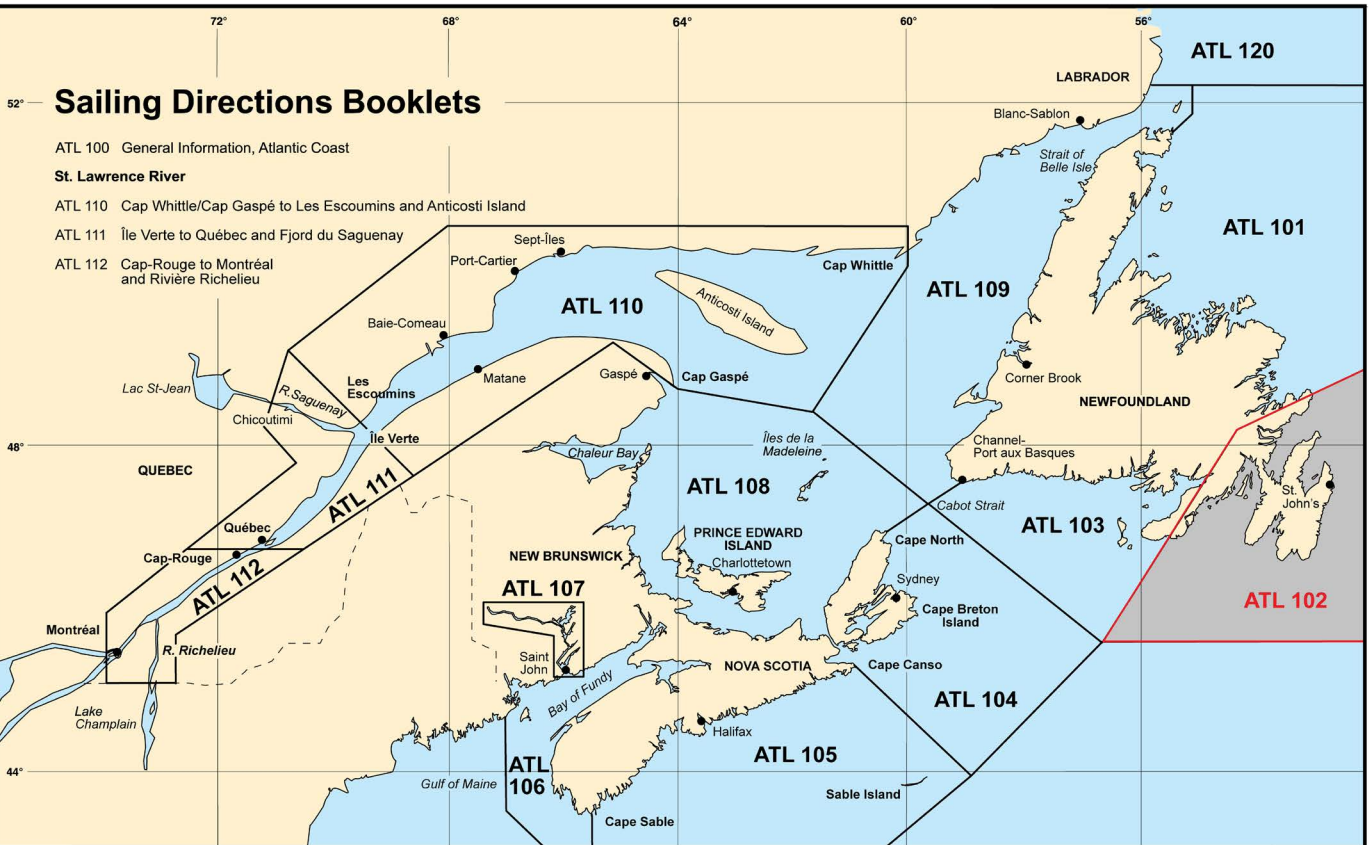 72°
68°
64°
60°
56°
ATL 120
LABRADOR
52°
Sailing Directions Booklets
Blanc-Sablon
ATL 100 General Information, Atlantic Coast
Strait of
Belle Isle
St. Lawrence River
ATL 110 Cap Whittle/Cap Gaspé to Les Escoumins and Anticosti Island
ATL 101
ATL 111 Île Verte to Québec and Fjord du Saguenay
Sept-Îles
Port-Cartier
Cap Whittle
ATL 112 Cap-Rouge to Montréal
and Rivière Richelieu
ATL 109
ATL 110
Anticosti Island
Baie-Comeau
Matane
Gaspé
Cap Gaspé
Corner Brook
Lac St-Jean
R.Saguenay
Les
Escoumins
NEWFOUNDLAND
Chicoutimi
Île Verte
Îles de la
Madeleine
Channel-
Port aux Basques
48°
Chaleur Bay
QUEBEC
ATL 111
ATL 108
St.
John's
Cabot Strait
ATL 103
Québec
Cap-Rouge
PRINCE EDWARD
ISLAND
Cape North
NEW BRUNSWICK
Charlottetown
Sydney
ATL 112
ATL 107
ATL 102
Cape Breton
Island
Montréal
R. Richelieu
Saint
John
NOVA SCOTIA
Cape Canso
Bay of Fundy
ATL 104
Lake
Champlain
Halifax
ATL 105
44°
ATL
106
Gulf of Maine
Sable Island
Cape Sable